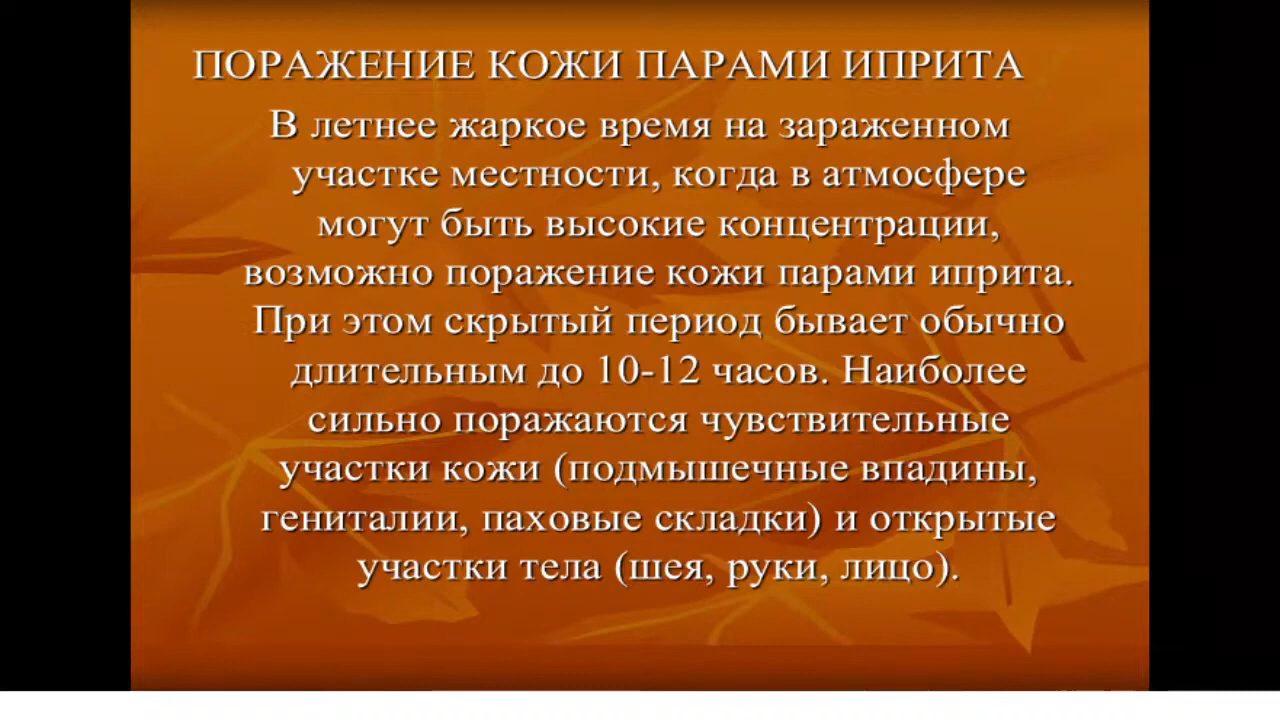 ПОРАЖЕНИЕ КОЖИ ПАРАМИ ИПРИТА
В летнее жаркое время на зараженном
участке местности, когда в атмосфере
могут быть высокие концентрации,
возможно поражение кожи парами иприта.
При этом скрытый период бывает обычно
длительным до 10-12 часов. Наиболее
сильно поражаются чувствительные
участки кожи (подмышечные впадины,
гениталии, паховые складки) и открытые
участки тела (шея, руки, лицо).